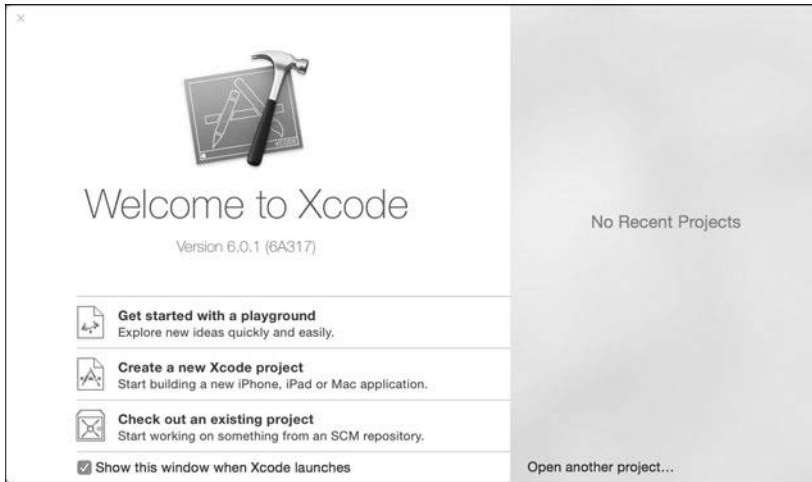 XCODE
Welcome to Xcode
Version 6.0.1 (6A317)
Get started with a playground
Explore new ideas quickly and easily.
Create a new Xcode project
Start building a new iPhone, iPad or Mac application.
Check out an existing project
Start working on something from an SCM repository.
Show this window when Xcode launches
No Recent Projects
Open another project...